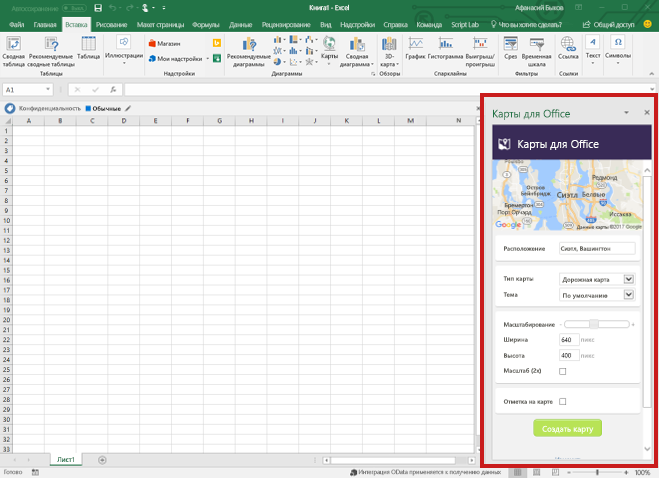 Автосохранение
Книга1 - Excel
Афанасий Быков
Файл Главная Вставка Рисование Макет страницы Формулы Данные Рецензирование Вид Надстройки Справка Команда Script Lab Что вы хотите сделать? Общий доступ
Сводная таблица
Рекомендуемые сводные таблицы
Таблица
Таблицы
Иллюстрации
Магазин
Мои надстройки
Надстройки
Рекомендуемые диаграммы
Карты
Сводная диаграмма
Диаграммы
3D-карта
Обзоры
График
Гистограмма
Выигрыш/проигрыш
Спарклайны
Срез
Временная шкала
Фильтры
Ссылка
Ссылки
Текст
Символы
A1
fx
Конфиденциальность Обычные
A B C D E F G H I J K L M N
1
2
3
4
5
6
7
8
9
10
11
12
13
14
15
16
17
18
19
20
21
22
23
24
25
26
27
28
29
30
31
32
33
Карты для Office
Карты для Office
Редмонд
Остров Бейнбридж
Сиэтл
Белвью
Бремертон
Порт-Орчард
Иссакуа
Google
Данные карты ©2017 Google
Расположение Сиэтл, Вашингтон
Тип карты Дорожная карта
Тема По умолчанию
Масштабирование - +
Ширина 640 пикс
Высота 400 пикс
Масштаб (2x)
Отметка на карте
Создать карту
Лист1
Готово
Интеграция OData применяется к получению данных
100%